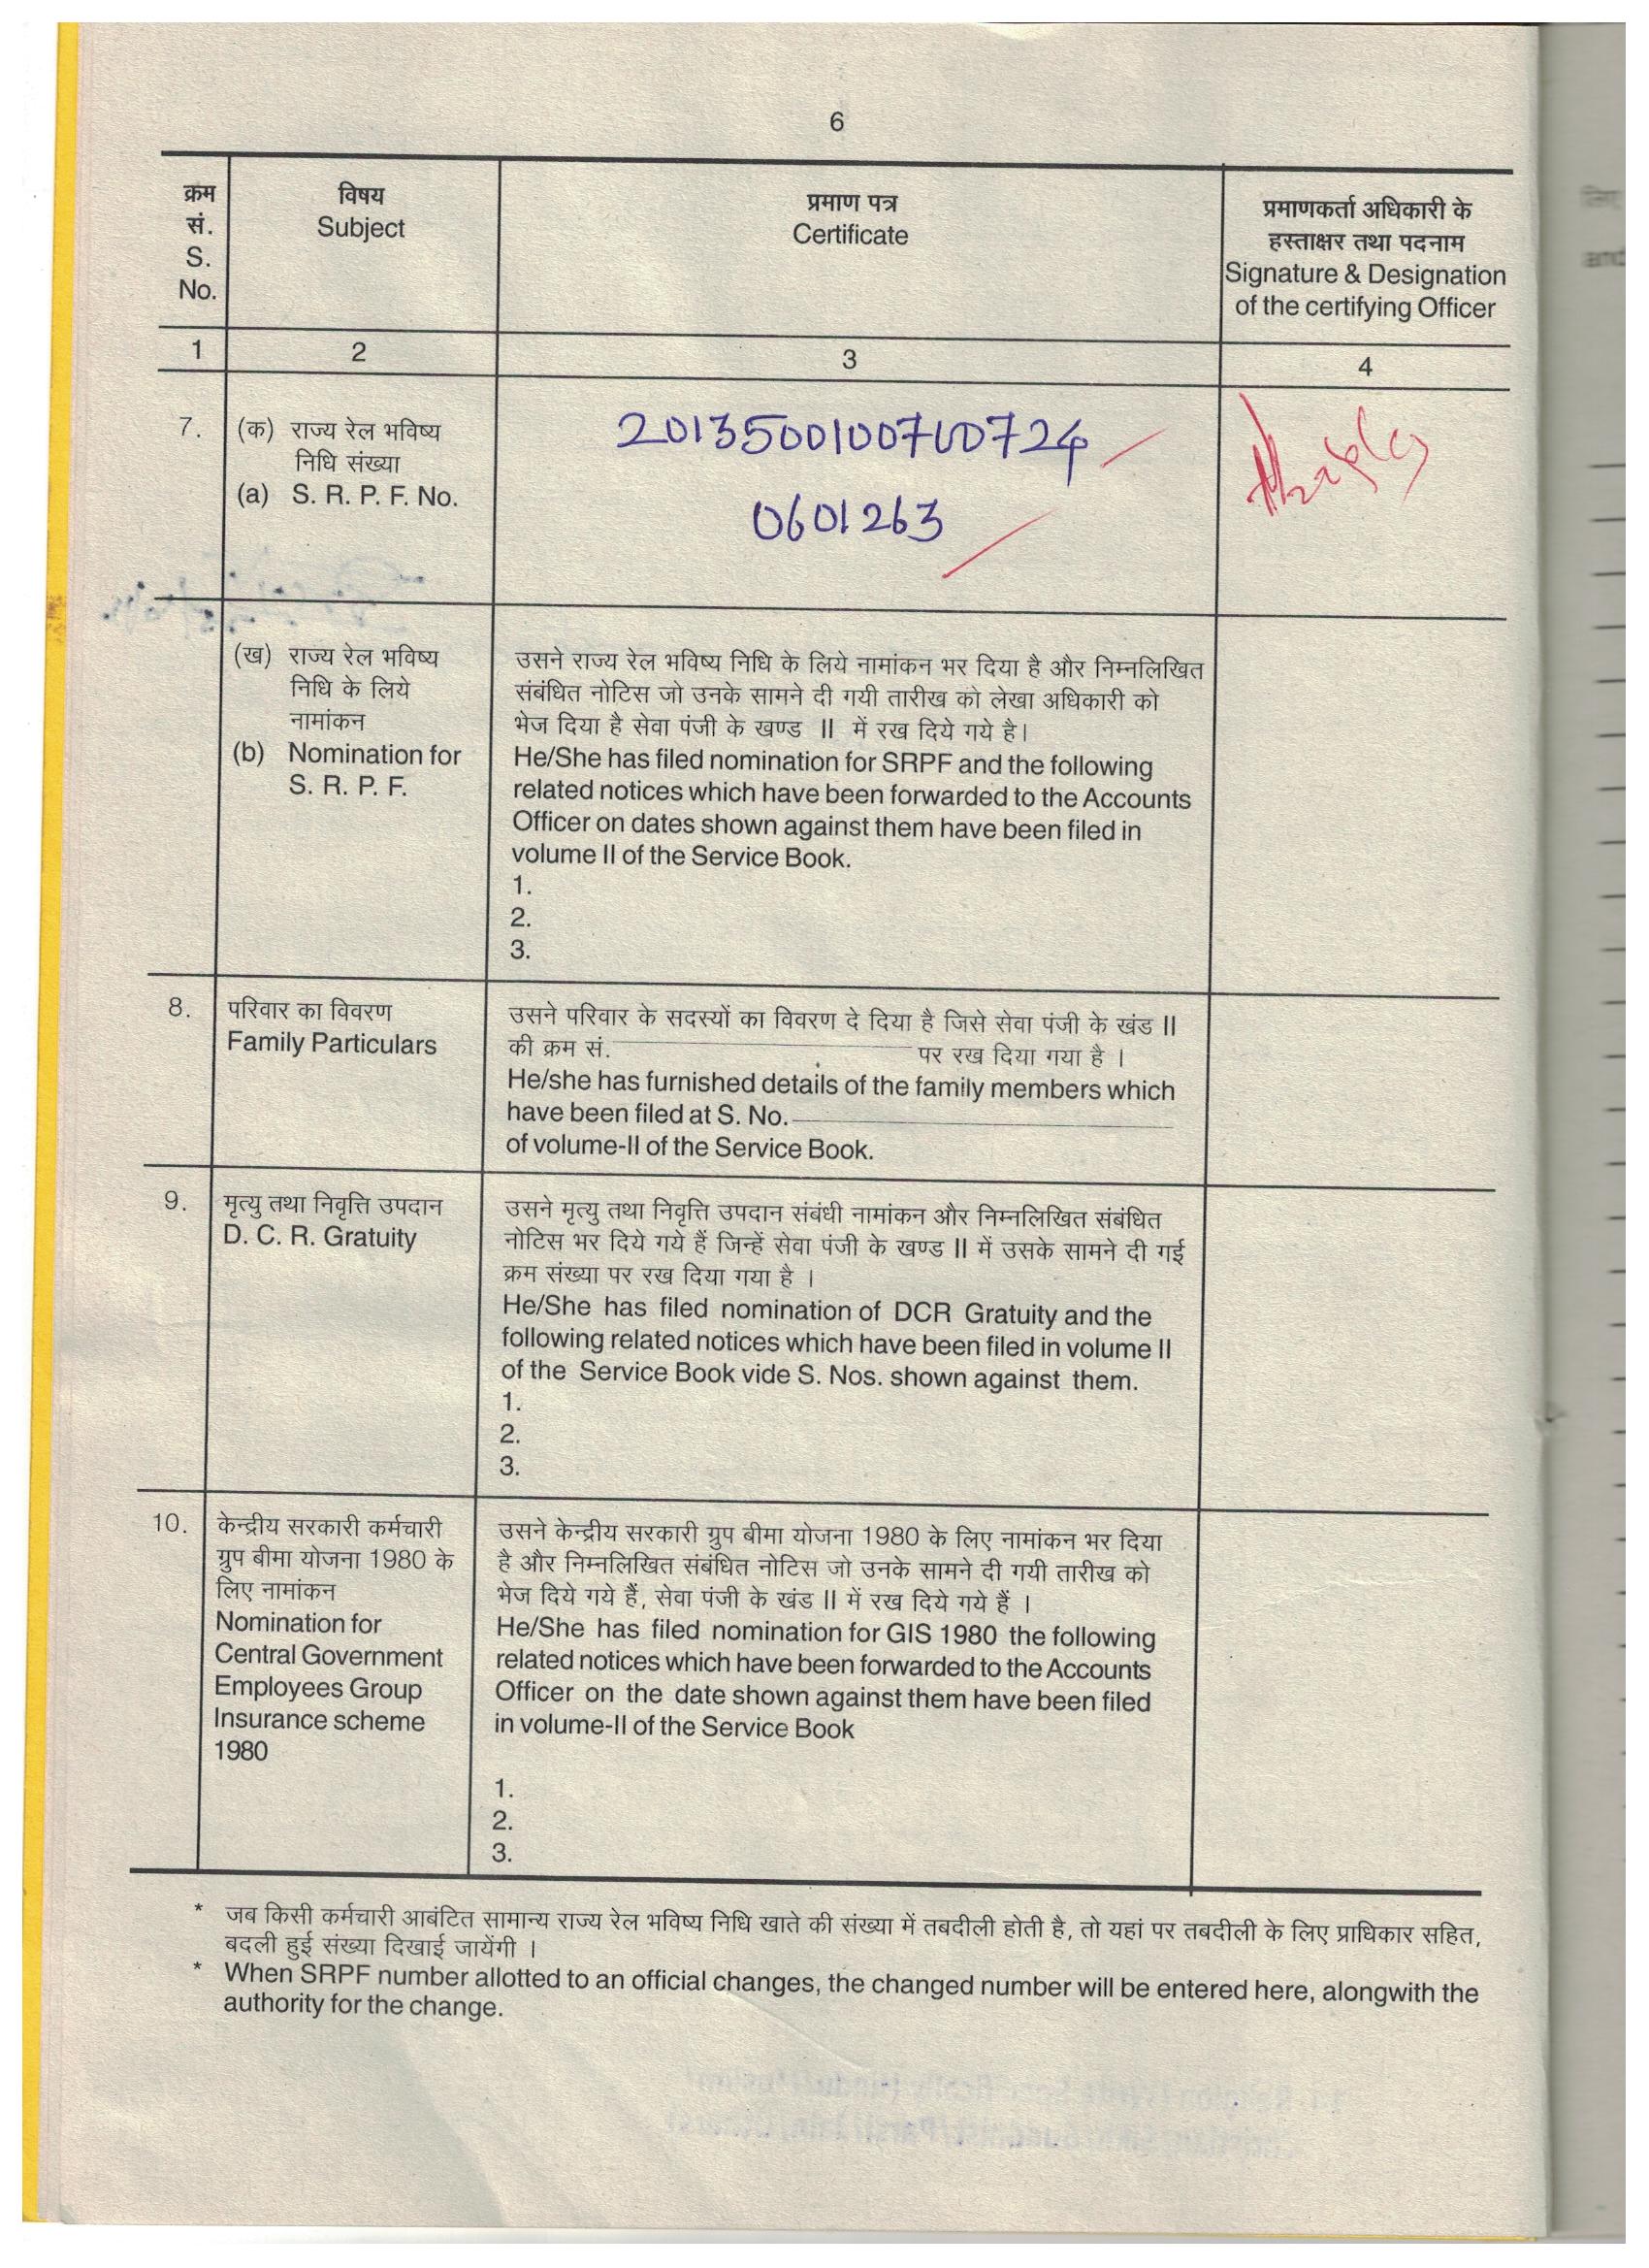 6
क्रम सं. S. No.
विषय
Subject
प्रमाण पत्र
Certificate
प्रमाणकर्ता अधिकारी के
हस्ताक्षर तथा पदनाम
Signature & Designation
of the certifying Officer
1 2 3 4
7. (क) राज्य रेल भविष्य
निधि संख्या
(a) S. R. P. F. No.
0601263
(ख) राज्य रेल भविष्य
निधि के लिये
नामांकन
(b) Nomination for
S. R. P. F.
उसने राज्य रेल भविष्य निधि के लिये नामांकन भर दिया है और निम्नलिखित
संबंधित नोटिस जो उनके सामने दी गयी तारीख को लेखा अधिकारी को
भेज दिया है सेवा पंजी के खण्ड II में रख दिये गये है।
He/She has filed nomination for SRPF and the following
related notices which have been forwarded to the Accounts
Officer on dates shown against them have been filed in
volume II of the Service Book.
1.
2.
3.
8. परिवार का विवरण
Family Particulars
उसने परिवार के सदस्यों का विवरण दे दिया है जिसे सेवा पंजी के खंड II
की क्रम सं. पर रख दिया गया है ।
He/she has furnished details of the family members which
have been filed at S. No.
of volume-II of the Service Book.
9. मृत्यु तथा निवृत्ति उपदान
D. C. R. Gratuity
उसने मृत्यु तथा निवृत्ति उपदान संबंधी नामांकन और निम्नलिखित संबंधित
नोटिस भर दिये गये हैं जिन्हें सेवा पंजी के खण्ड II में उसके सामने दी गई
क्रम संख्या पर रख दिया गया है ।
He/She has filed nomination of DCR Gratuity and the
following related notices which have been filed in volume II
of the Service Book vide S. Nos. shown against them.
1.
2.
3.
10. केन्द्रीय सरकारी कर्मचारी
ग्रुप बीमा योजना 1980 के
लिए नामांकन
Nomination for
Central Government
Employees Group
Insurance scheme
1980
उसने केन्द्रीय सरकारी ग्रुप बीमा योजना 1980 के लिए नामांकन भर दिया
है और निम्नलिखित संबंधित नोटिस जो उनके सामने दी गयी तारीख को
भेज दिये गये हैं, सेवा पंजी के खंड II में रख दिये गये हैं ।
He/She has filed nomination for GIS 1980 the following
related notices which have been forwarded to the Accounts
Officer on the date shown against them have been filed
in volume-II of the Service Book
1.
2.
3.
* जब किसी कर्मचारी आबंटित सामान्य राज्य रेल भविष्य निधि खाते की संख्या में तबदीली होती है, तो यहां पर तबदीली के लिए प्राधिकार सहित,
बदली हुई संख्या दिखाई जायेंगी ।
* When SRPF number allotted to an official changes, the changed number will be entered here, alongwith the
authority for the change.